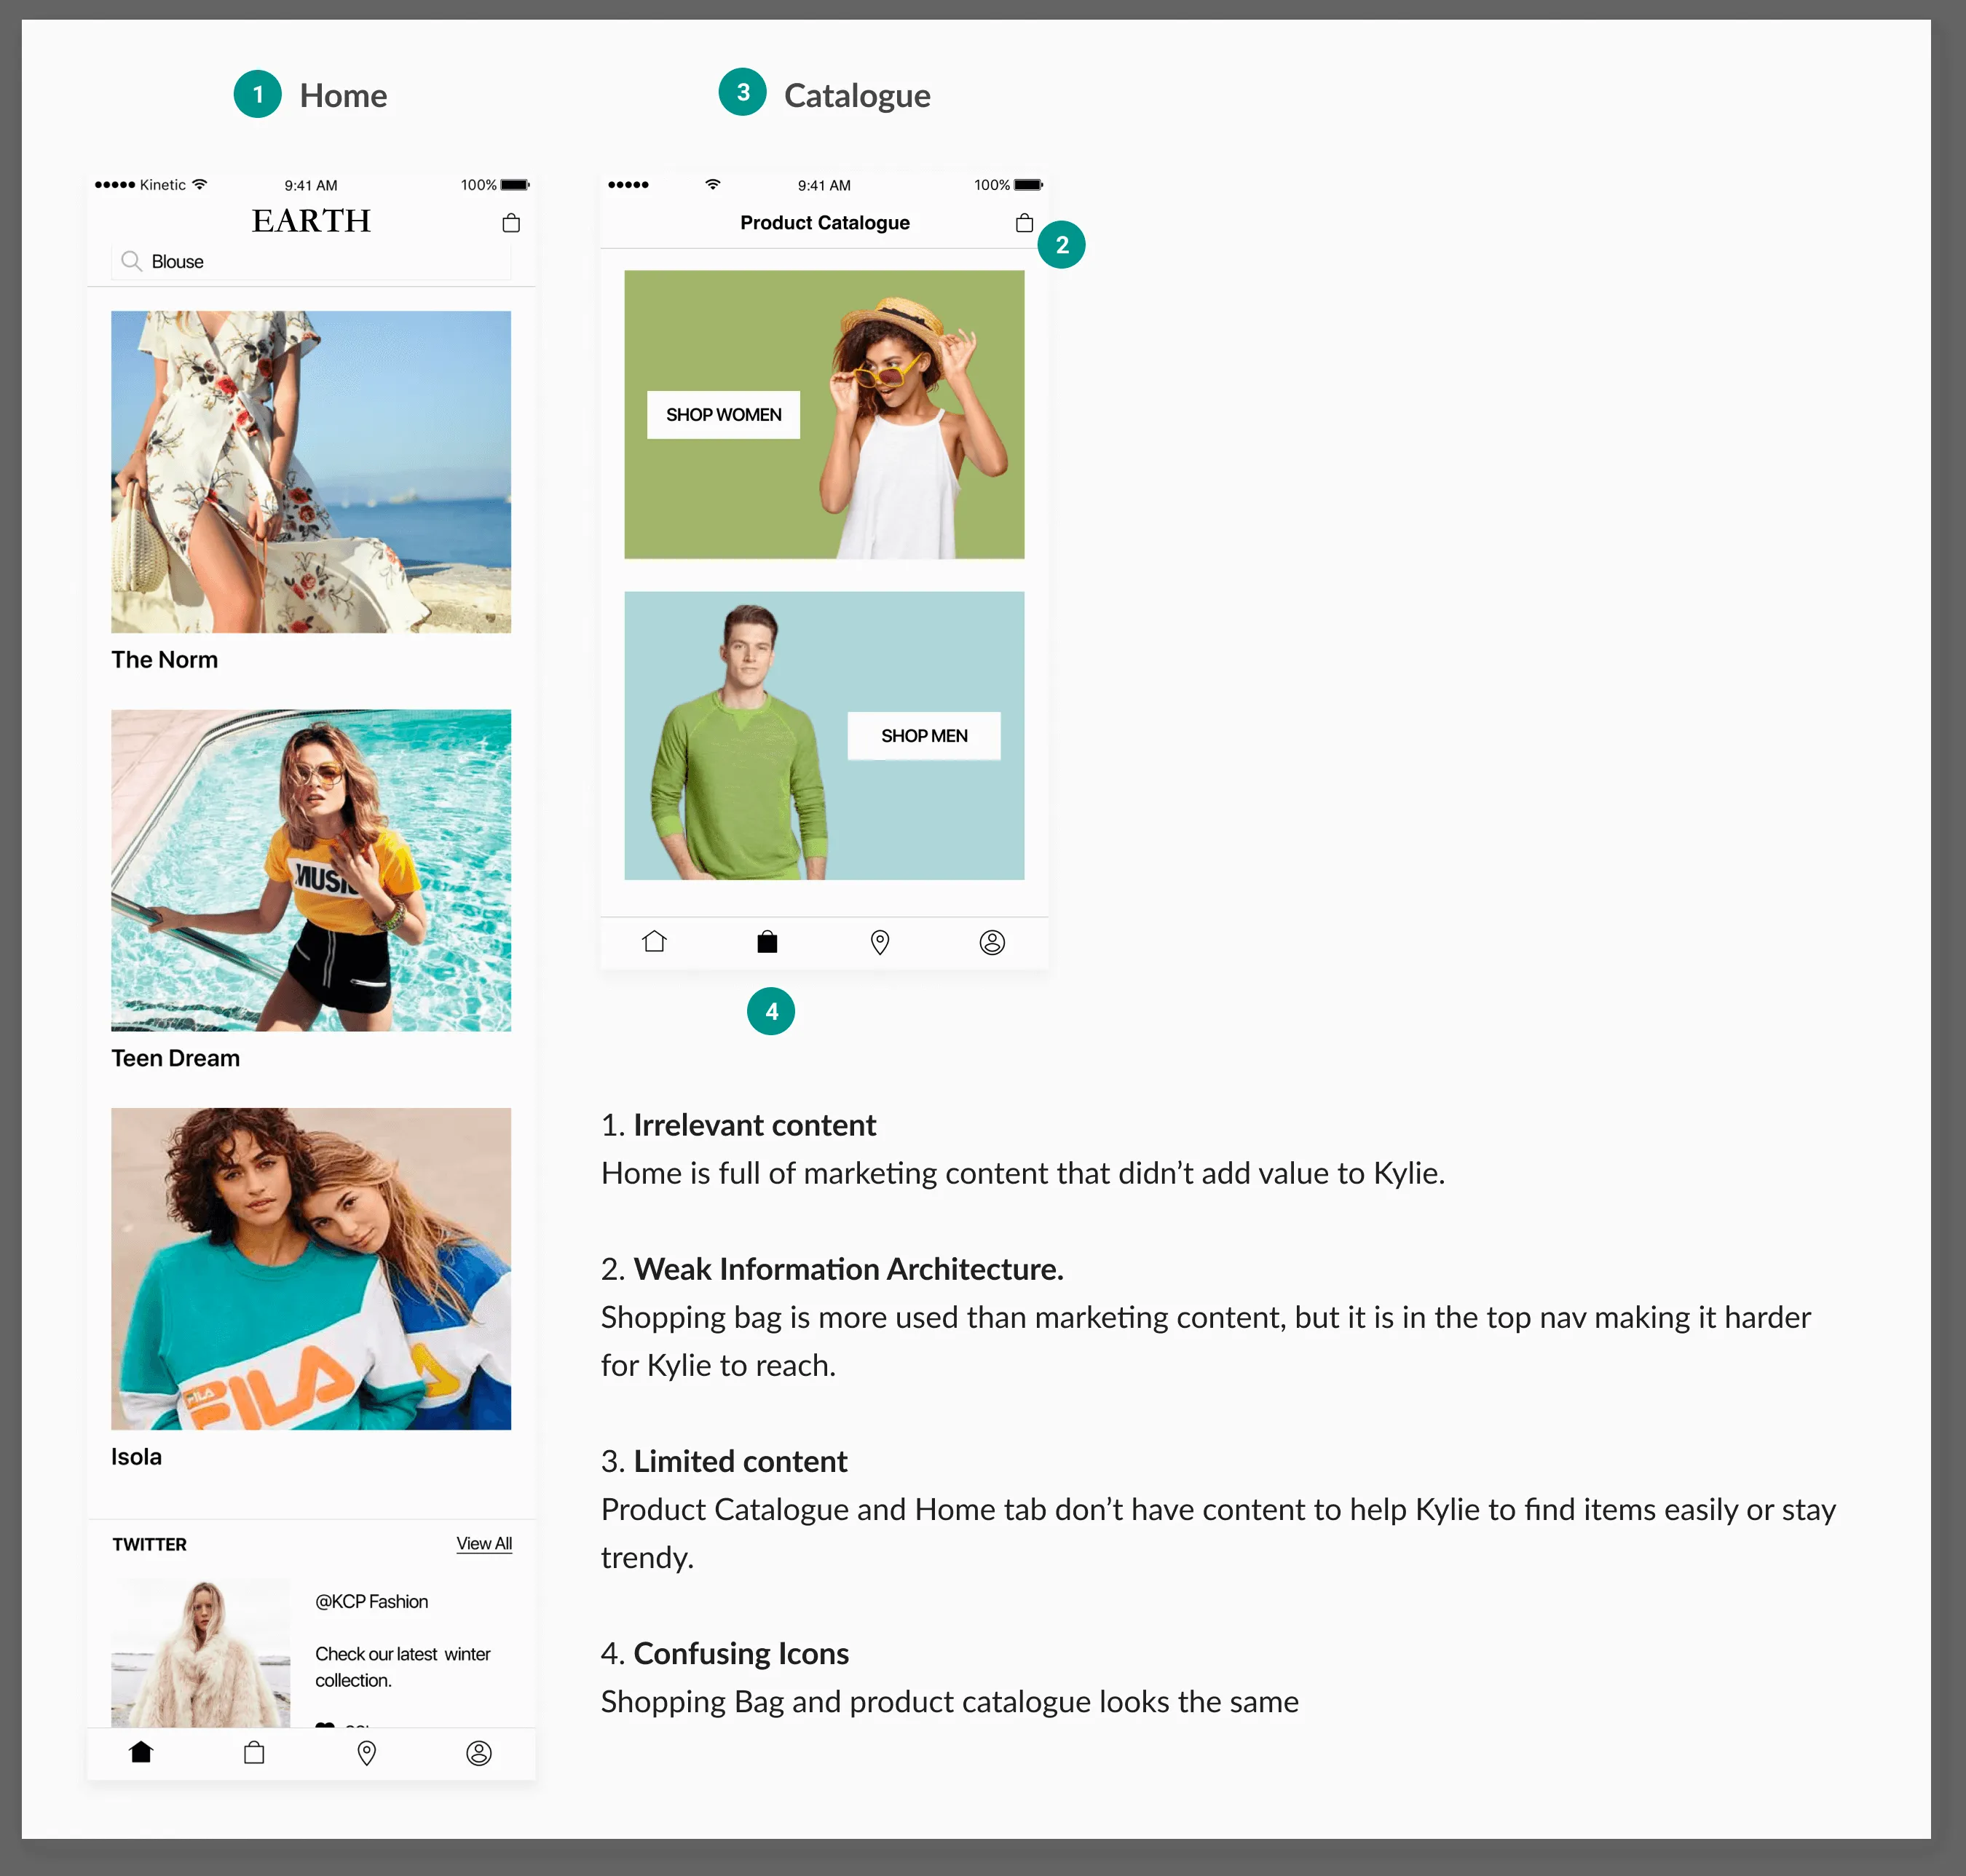 1 Home
3 Catalogue
Kinetic 9:41 AM 100%
EARTH
Blouse
The Norm
MUSIC
Teen Dream
FILA
FILA
Isola
TWITTER View All
@KCP Fashion
Check our latest winter
collection.
9:41 AM 100%
Product Catalogue
2
SHOP WOMEN
SHOP MEN
4
1. Irrelevant content
Home is full of marketing content that didn’t add value to Kylie.
2. Weak Information Architecture.
Shopping bag is more used than marketing content, but it is in the top nav making it harder
for Kylie to reach.
3. Limited content
Product Catalogue and Home tab don’t have content to help Kylie to find items easily or stay
trendy.
4. Confusing Icons
Shopping Bag and product catalogue looks the same